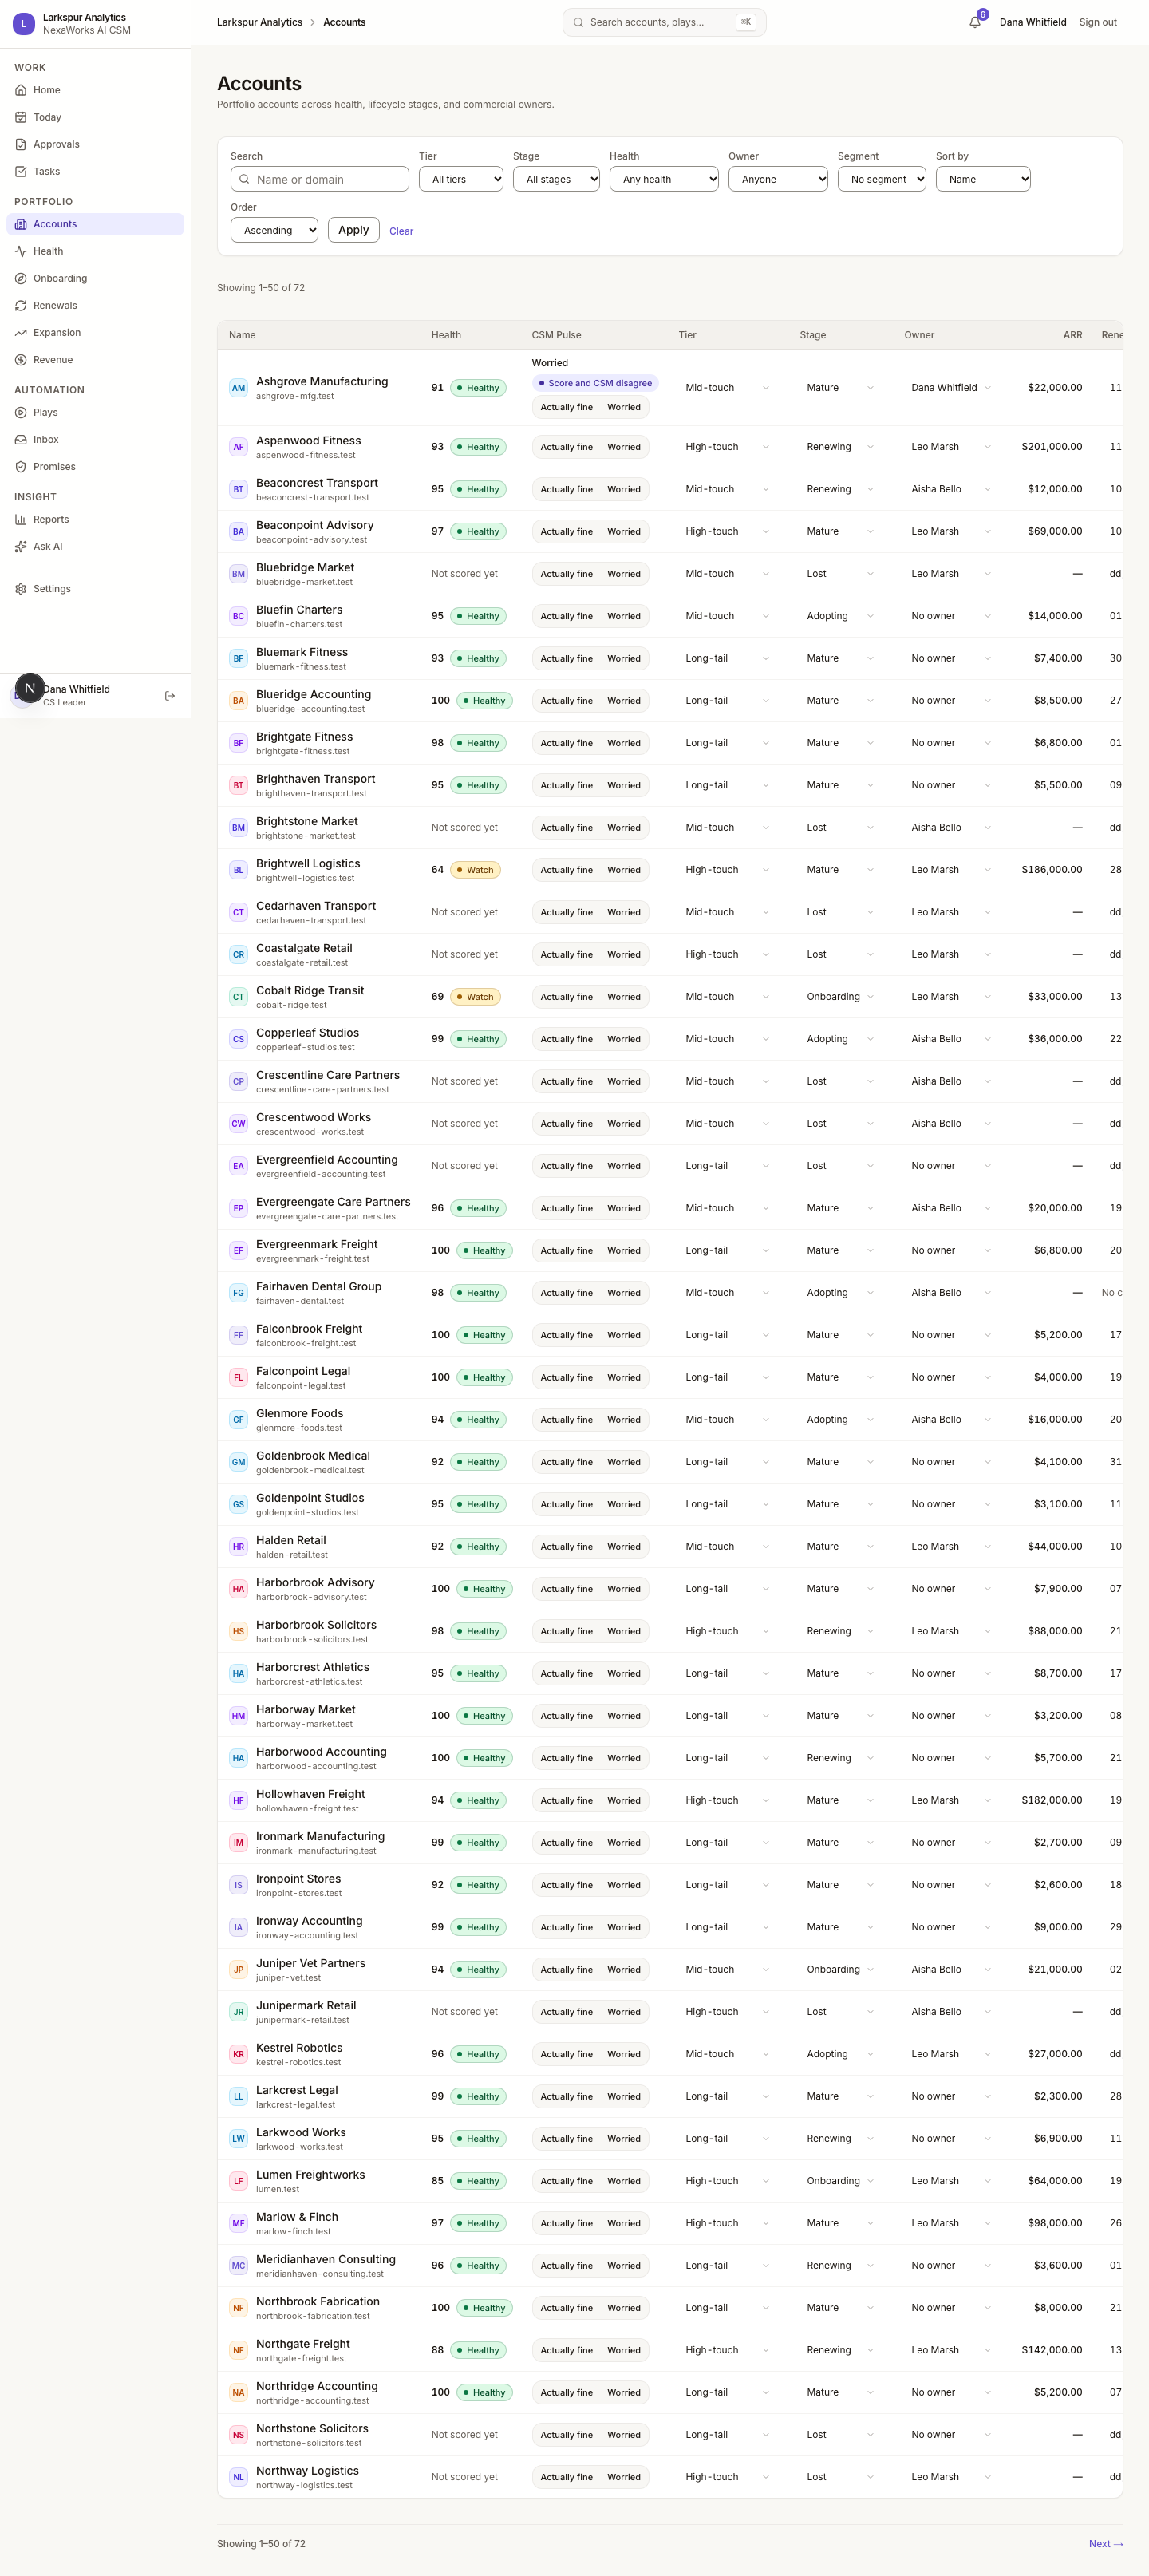 L Larkspur Analytics
NexaWorks AI CSM
Larkspur Analytics > Accounts
Search accounts, plays... ⌘K
6 Dana Whitfield Sign out
WORK
Home
Today
Approvals
Tasks
PORTFOLIO
Accounts
Health
Onboarding
Renewals
Expansion
Revenue
AUTOMATION
Plays
Inbox
Promises
INSIGHT
Reports
Ask AI
Settings
N Dana Whitfield
CS Leader
Accounts
Portfolio accounts across health, lifecycle stages, and commercial owners.
Search Tier Stage Health Owner Segment Sort by
Name or domain All tiers All stages Any health Anyone No segment Name
Order
Ascending Apply Clear
Showing 1–50 of 72
Name Health CSM Pulse Tier Stage Owner ARR Rene
Worried
AM Ashgrove Manufacturing 91 Healthy Score and CSM disagree Mid-touch Mature Dana Whitfield $22,000.00 11
ashgrove-mfg.test
Actually fine Worried
AF Aspenwood Fitness 93 Healthy Actually fine Worried High-touch Renewing Leo Marsh $201,000.00 11
aspenwood-fitness.test
BT Beaconcrest Transport 95 Healthy Actually fine Worried Mid-touch Renewing Aisha Bello $12,000.00 10
beaconcrest-transport.test
BA Beaconpoint Advisory 97 Healthy Actually fine Worried High-touch Mature Leo Marsh $69,000.00 10
beaconpoint-advisory.test
BM Bluebridge Market Not scored yet Actually fine Worried Mid-touch Lost Leo Marsh — dd
bluebridge-market.test
BC Bluefin Charters 95 Healthy Actually fine Worried Mid-touch Adopting No owner $14,000.00 01
bluefin-charters.test
BF Bluemark Fitness 93 Healthy Actually fine Worried Long-tail Mature No owner $7,400.00 30
bluemark-fitness.test
BA Blueridge Accounting 100 Healthy Actually fine Worried Long-tail Mature No owner $8,500.00 27
blueridge-accounting.test
BF Brightgate Fitness 98 Healthy Actually fine Worried Long-tail Mature No owner $6,800.00 01
brightgate-fitness.test
BT Brighthaven Transport 95 Healthy Actually fine Worried Long-tail Mature No owner $5,500.00 09
brighthaven-transport.test
BM Brightstone Market Not scored yet Actually fine Worried Mid-touch Lost Aisha Bello — dd
brightstone-market.test
BL Brightwell Logistics 64 Watch Actually fine Worried High-touch Mature Leo Marsh $186,000.00 28
brightwell-logistics.test
CT Cedarhaven Transport Not scored yet Actually fine Worried Mid-touch Lost Leo Marsh — dd
cedarhaven-transport.test
CR Coastalgate Retail Not scored yet Actually fine Worried High-touch Lost Leo Marsh — dd
coastalgate-retail.test
CT Cobalt Ridge Transit 69 Watch Actually fine Worried Mid-touch Onboarding Leo Marsh $33,000.00 13
cobalt-ridge.test
CS Copperleaf Studios 99 Healthy Actually fine Worried Mid-touch Adopting Aisha Bello $36,000.00 22
copperleaf-studios.test
CP Crescentline Care Partners Not scored yet Actually fine Worried Mid-touch Lost Aisha Bello — dd
crescentline-care-partners.test
CW Crescentwood Works Not scored yet Actually fine Worried Mid-touch Lost Aisha Bello — dd
crescentwood-works.test
EA Evergreenfield Accounting Not scored yet Actually fine Worried Long-tail Lost No owner — dd
evergreenfield-accounting.test
EP Evergreengate Care Partners 96 Healthy Actually fine Worried Mid-touch Mature Aisha Bello $20,000.00 19
evergreengate-care-partners.test
EF Evergreenmark Freight 100 Healthy Actually fine Worried Long-tail Mature No owner $6,800.00 20
evergreenmark-freight.test
FG Fairhaven Dental Group 98 Healthy Actually fine Worried Mid-touch Adopting Aisha Bello — No c
fairhaven-dental.test
FF Falconbrook Freight 100 Healthy Actually fine Worried Long-tail Mature No owner $5,200.00 17
falconbrook-freight.test
FL Falconpoint Legal 100 Healthy Actually fine Worried Long-tail Mature No owner $4,000.00 19
falconpoint-legal.test
GF Glenmore Foods 94 Healthy Actually fine Worried Mid-touch Adopting Aisha Bello $16,000.00 20
glenmore-foods.test
GM Goldenbrook Medical 92 Healthy Actually fine Worried Long-tail Mature No owner $4,100.00 31
goldenbrook-medical.test
GS Goldenpoint Studios 95 Healthy Actually fine Worried Long-tail Mature No owner $3,100.00 11
goldenpoint-studios.test
HR Halden Retail 92 Healthy Actually fine Worried Mid-touch Mature Leo Marsh $44,000.00 10
halden-retail.test
HA Harborbrook Advisory 100 Healthy Actually fine Worried Long-tail Mature No owner $7,900.00 07
harborbrook-advisory.test
HS Harborbrook Solicitors 98 Healthy Actually fine Worried High-touch Renewing Leo Marsh $88,000.00 21
harborbrook-solicitors.test
HA Harborcrest Athletics 95 Healthy Actually fine Worried Long-tail Mature No owner $8,700.00 17
harborcrest-athletics.test
HM Harborway Market 100 Healthy Actually fine Worried Long-tail Mature No owner $3,200.00 08
harborway-market.test
HA Harborwood Accounting 100 Healthy Actually fine Worried Long-tail Renewing No owner $5,700.00 21
harborwood-accounting.test
HF Hollowhaven Freight 94 Healthy Actually fine Worried High-touch Mature Leo Marsh $182,000.00 19
hollowhaven-freight.test
IM Ironmark Manufacturing 99 Healthy Actually fine Worried Long-tail Mature No owner $2,700.00 09
ironmark-manufacturing.test
IS Ironpoint Stores 92 Healthy Actually fine Worried Long-tail Mature No owner $2,600.00 18
ironpoint-stores.test
IA Ironway Accounting 99 Healthy Actually fine Worried Long-tail Mature No owner $9,000.00 29
ironway-accounting.test
JP Juniper Vet Partners 94 Healthy Actually fine Worried Mid-touch Onboarding Aisha Bello $21,000.00 02
juniper-vet.test
JR Junipermark Retail Not scored yet Actually fine Worried High-touch Lost Aisha Bello — dd
junipermark-retail.test
KR Kestrel Robotics 96 Healthy Actually fine Worried Mid-touch Adopting Leo Marsh $27,000.00 dd
kestrel-robotics.test
LL Larkcrest Legal 99 Healthy Actually fine Worried Long-tail Mature No owner $2,300.00 28
larkcrest-legal.test
LW Larkwood Works 95 Healthy Actually fine Worried Long-tail Renewing No owner $6,900.00 11
larkwood-works.test
LF Lumen Freightworks 85 Healthy Actually fine Worried High-touch Onboarding Leo Marsh $64,000.00 19
lumen.test
MF Marlow & Finch 97 Healthy Actually fine Worried High-touch Mature Leo Marsh $98,000.00 26
marlow-finch.test
MC Meridianhaven Consulting 96 Healthy Actually fine Worried Long-tail Renewing No owner $3,600.00 01
meridianhaven-consulting.test
NF Northbrook Fabrication 100 Healthy Actually fine Worried Long-tail Mature No owner $8,000.00 21
northbrook-fabrication.test
NF Northgate Freight 88 Healthy Actually fine Worried High-touch Renewing Leo Marsh $142,000.00 13
northgate-freight.test
NA Northridge Accounting 100 Healthy Actually fine Worried Long-tail Mature No owner $5,200.00 07
northridge-accounting.test
NS Northstone Solicitors Not scored yet Actually fine Worried Long-tail Lost No owner — dd
northstone-solicitors.test
NL Northway Logistics Not scored yet Actually fine Worried High-touch Lost Leo Marsh — dd
northway-logistics.test
Showing 1–50 of 72 Next →